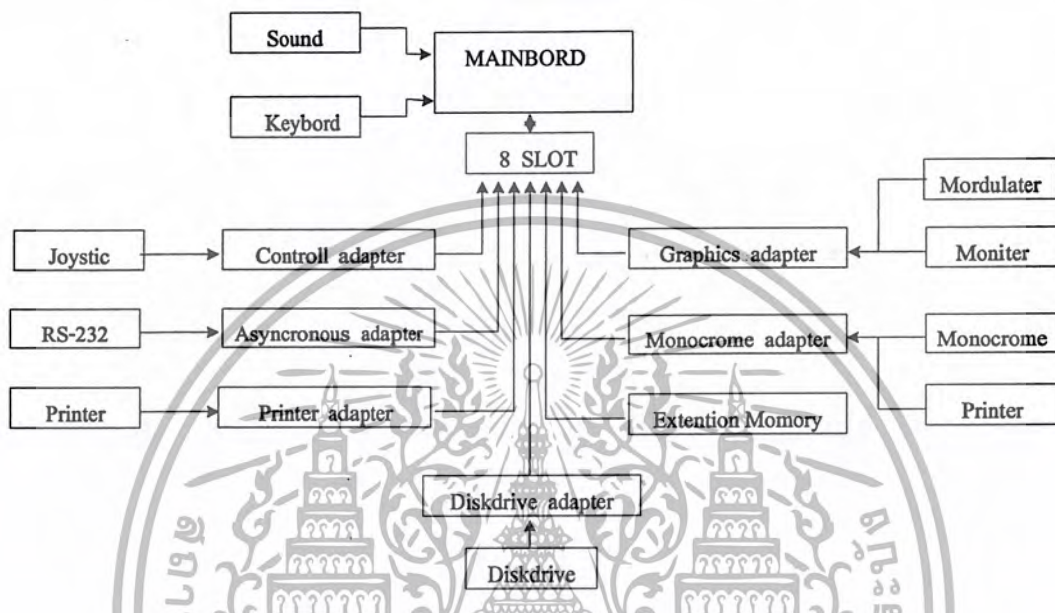 Sound
MAINBORD
Keybord
8 SLOT
Mordulater
Joystic
Controll adapter
Graphics adapter
Moniter
RS-232
Asyncronous adapter
Monocrome adapter
Monocrome
Printer
Printer adapter
Extention Momory
Printer
Diskdrive adapter
Diskdrive